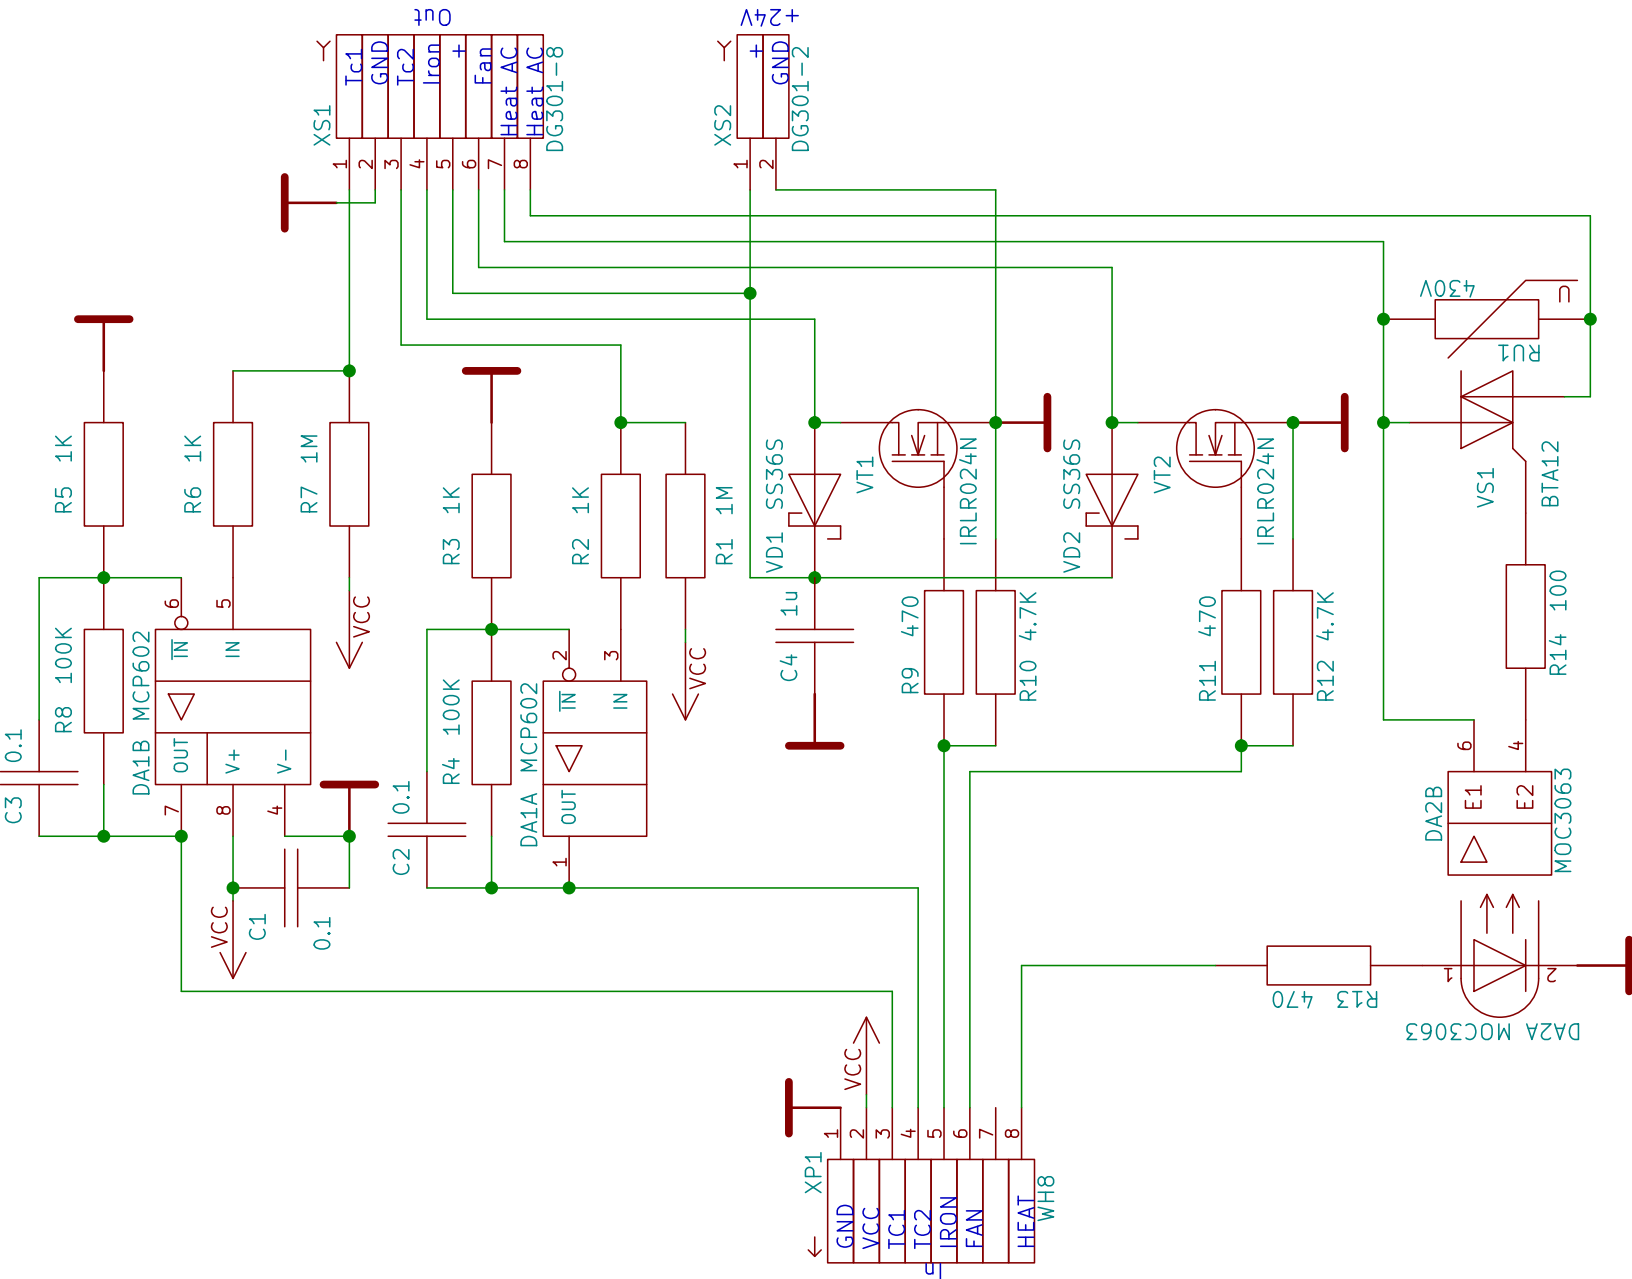 Out
XS1
Tc1
GND
Tc2
Iron
+
Fan
Heat AC
Heat AC
DG301-8
1
2
3
4
5
6
7
8
+24V
XS2
+
GND
DG301-2
1
2
430V
U
RU1
VS1
BTA12
R5 1K
R6 1K
R7 1M
R3 1K
R2 1K
R1 1M
VD1 SS36S
VT1
IRLR024N
VD2 SS36S
VT2
IRLR024N
R14 100
VCC
VCC
C4 1u
R9 470
R10 4.7K
R11 470
R12 4.7K
C3 0.1
R8 100K
DA1B MCP602
6
5
IN
IN
OUT
V+
V-
7
8
4
VCC
C1
0.1
C2 0.1
R4 100K
DA1A MCP602
2
3
IN
IN
OUT
1
6
4
DA2B
E1
E2
MOC3063
R13 470
1
2
DA2A MOC3063
VCC
1
2
3
4
5
6
7
8
XP1
GND
VCC
TC1
TC2
IRON
FAN
HEAT
WH8
In